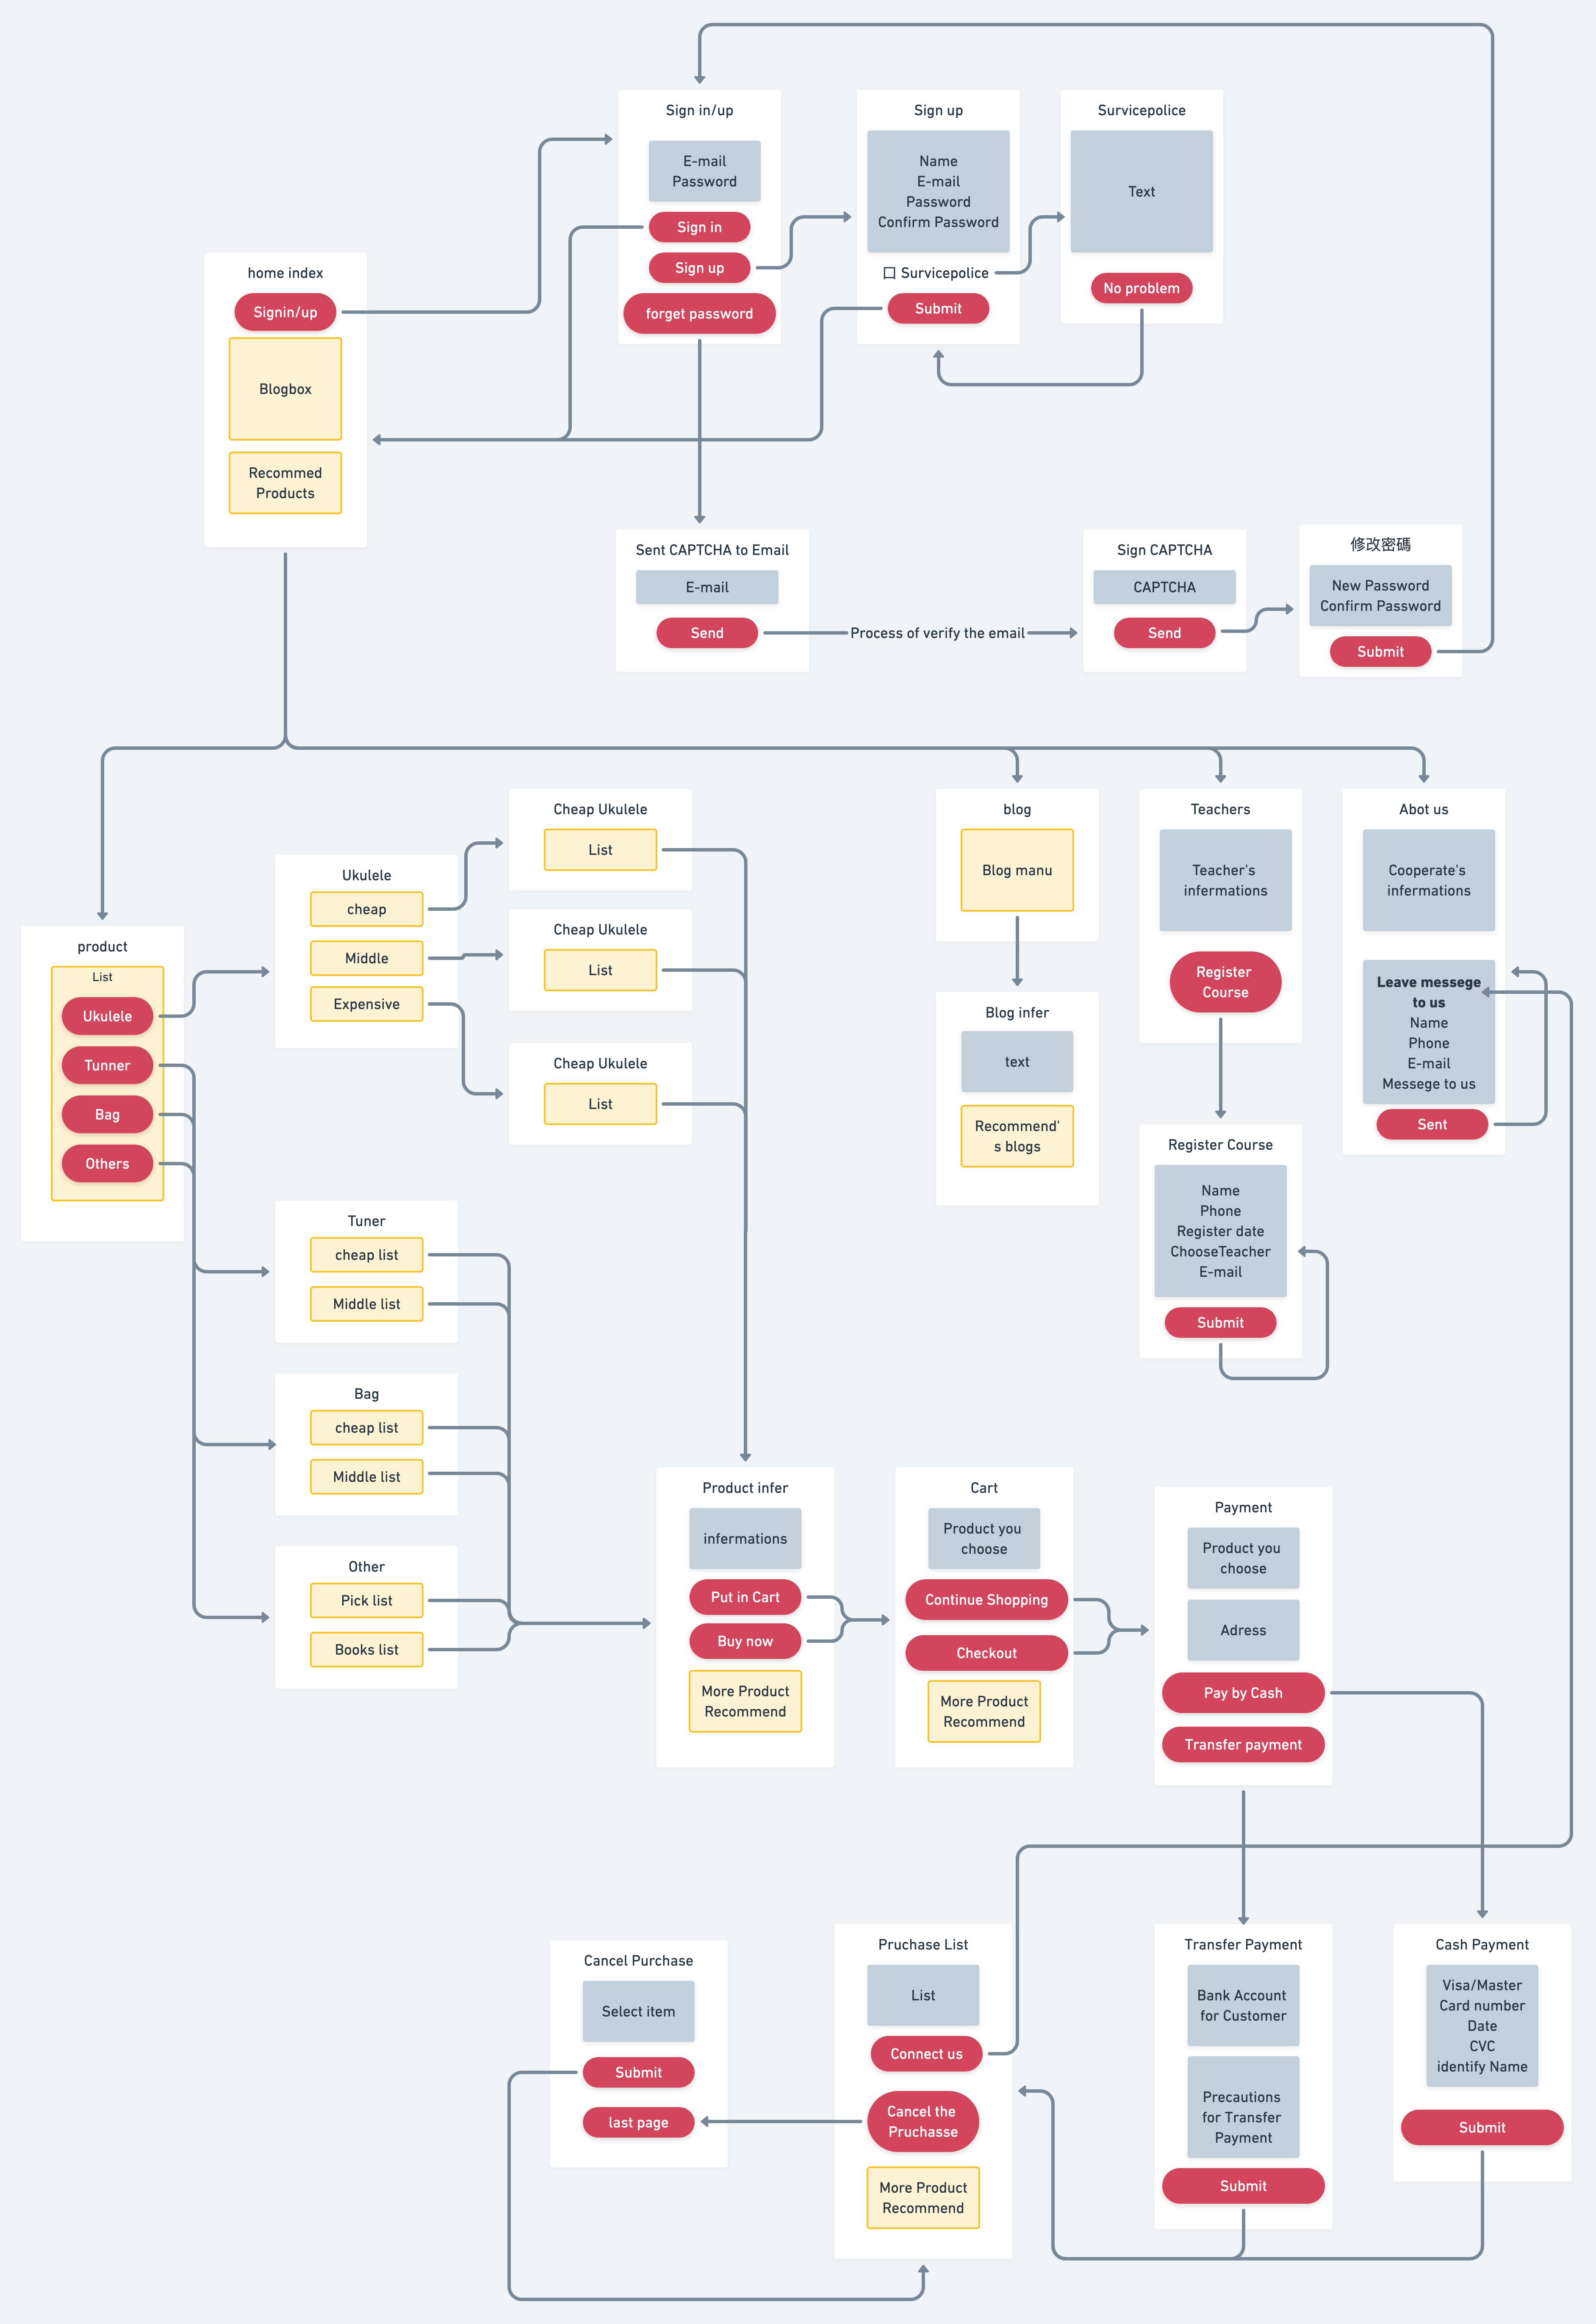 Sign in/up
E-mail
Password
Sign in
Sign up
forget password
Sign up
Name
E-mail
Password
Confirm Password
口 Survicepolice
Submit
Survicepolice
Text
No problem
home index
Signin/up
Blogbox
Recommed
Products
Sent CAPTCHA to Email
E-mail
Send
Process of verify the email
Sign CAPTCHA
CAPTCHA
Send
修改密碼
New Password
Confirm Password
Submit
product
List
Ukulele
Tunner
Bag
Others
Ukulele
cheap
Middle
Expensive
Cheap Ukulele
List
Cheap Ukulele
List
Cheap Ukulele
List
blog
Blog manu
Blog infer
text
Recommend'
s blogs
Teachers
Teacher's
infermations
Register
Course
Register Course
Name
Phone
Register date
ChooseTeacher
E-mail
Submit
Abot us
Cooperate's
infermations
Leave messege
to us
Name
Phone
E-mail
Messege to us
Sent
Tuner
cheap list
Middle list
Bag
cheap list
Middle list
Other
Pick list
Books list
Product infer
infermations
Put in Cart
Buy now
More Product
Recommend
Cart
Product you
choose
Continue Shopping
Checkout
More Product
Recommend
Payment
Product you
choose
Adress
Pay by Cash
Transfer payment
Cancel Purchase
Select item
Submit
last page
Pruchase List
List
Connect us
Cancel the
Pruchasse
More Product
Recommend
Transfer Payment
Bank Account
for Customer
Precautions
for Transfer
Payment
Submit
Cash Payment
Visa/Master
Card number
Date
CVC
identify Name
Submit